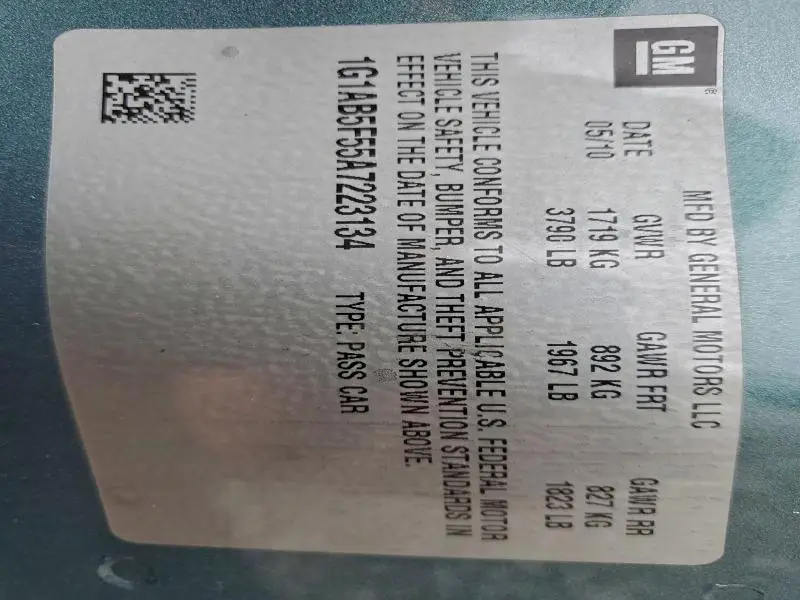 GM
MFD BY GENERAL MOTORS LLC
DATE GVWR GAWR FRT GAWR RR
05/10 1719 KG 892 KG 827 KG
3790 LB 1967 LB 1823 LB
THIS VEHICLE CONFORMS TO ALL APPLICABLE U.S. FEDERAL MOTOR
VEHICLE SAFETY, BUMPER, AND THEFT PREVENTION STANDARDS IN
EFFECT ON THE DATE OF MANUFACTURE SHOWN ABOVE.
1G1AB5F55A7223134 TYPE: PASS CAR